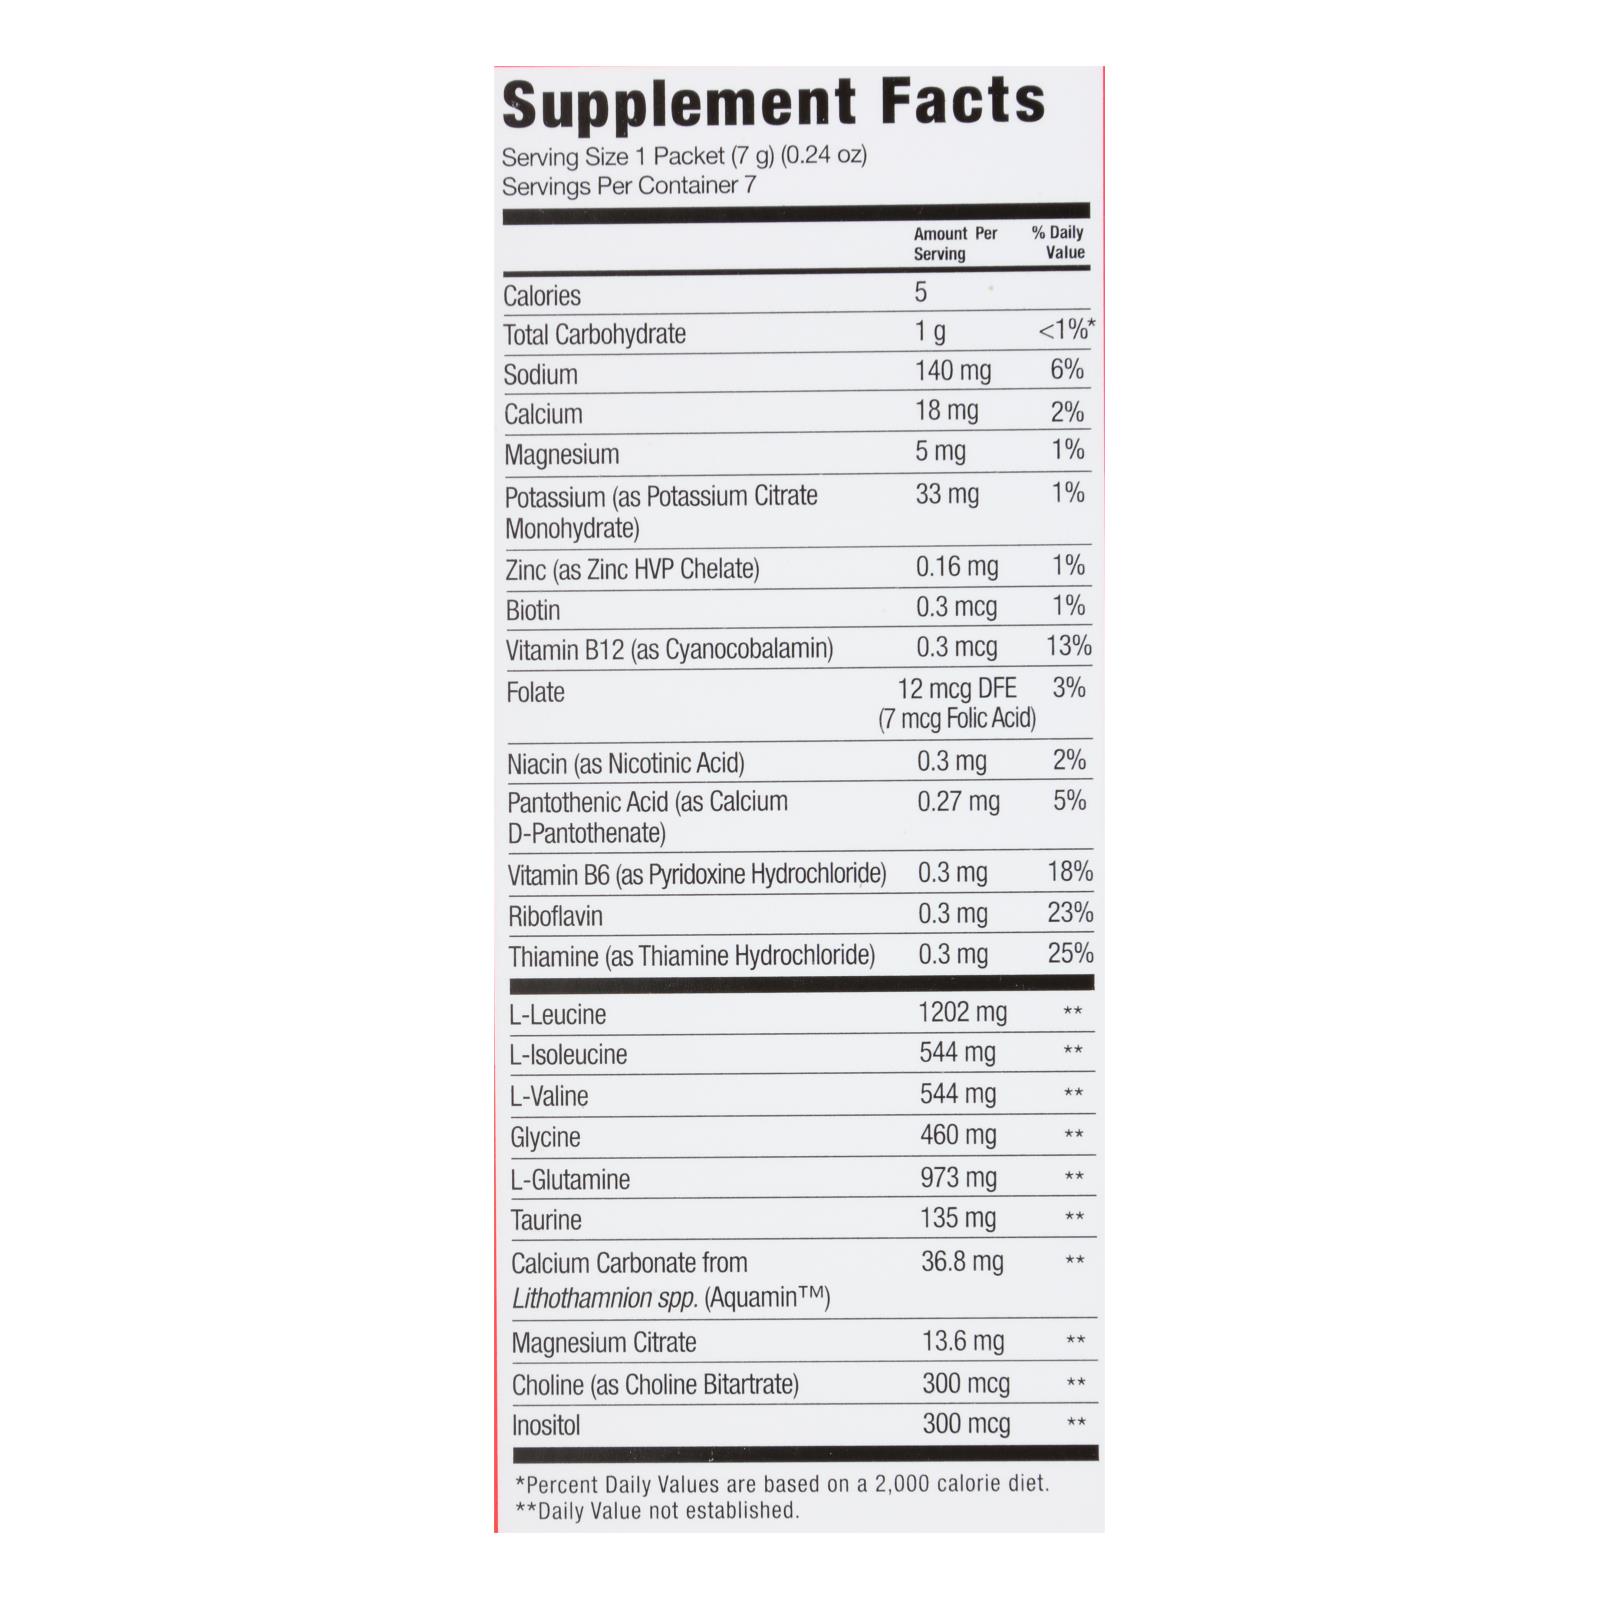 Supplement Facts
Serving Size 1 Packet (7 g) (0.24 oz)
Servings Per Container 7
Amount Per Serving % Daily Value
Calories 5
Total Carbohydrate 1 g <1%*
Sodium 140 mg 6%
Calcium 18 mg 2%
Magnesium 5 mg 1%
Potassium (as Potassium Citrate 33 mg 1%
Monohydrate)
Zinc (as Zinc HVP Chelate) 0.16 mg 1%
Biotin 0.3 mcg 1%
Vitamin B12 (as Cyanocobalamin) 0.3 mcg 13%
Folate 12 mcg DFE 3%
(7 mcg Folic Acid)
Niacin (as Nicotinic Acid) 0.3 mg 2%
Pantothenic Acid (as Calcium 0.27 mg 5%
D-Pantothenate)
Vitamin B6 (as Pyridoxine Hydrochloride) 0.3 mg 18%
Riboflavin 0.3 mg 23%
Thiamine (as Thiamine Hydrochloride) 0.3 mg 25%
L-Leucine 1202 mg **
L-Isoleucine 544 mg **
L-Valine 544 mg **
Glycine 460 mg **
L-Glutamine 973 mg **
Taurine 135 mg **
Calcium Carbonate from 36.8 mg **
Lithothamnion spp. (Aquamin™)
Magnesium Citrate 13.6 mg **
Choline (as Choline Bitartrate) 300 mcg **
Inositol 300 mcg **
*Percent Daily Values are based on a 2,000 calorie diet.
**Daily Value not established.